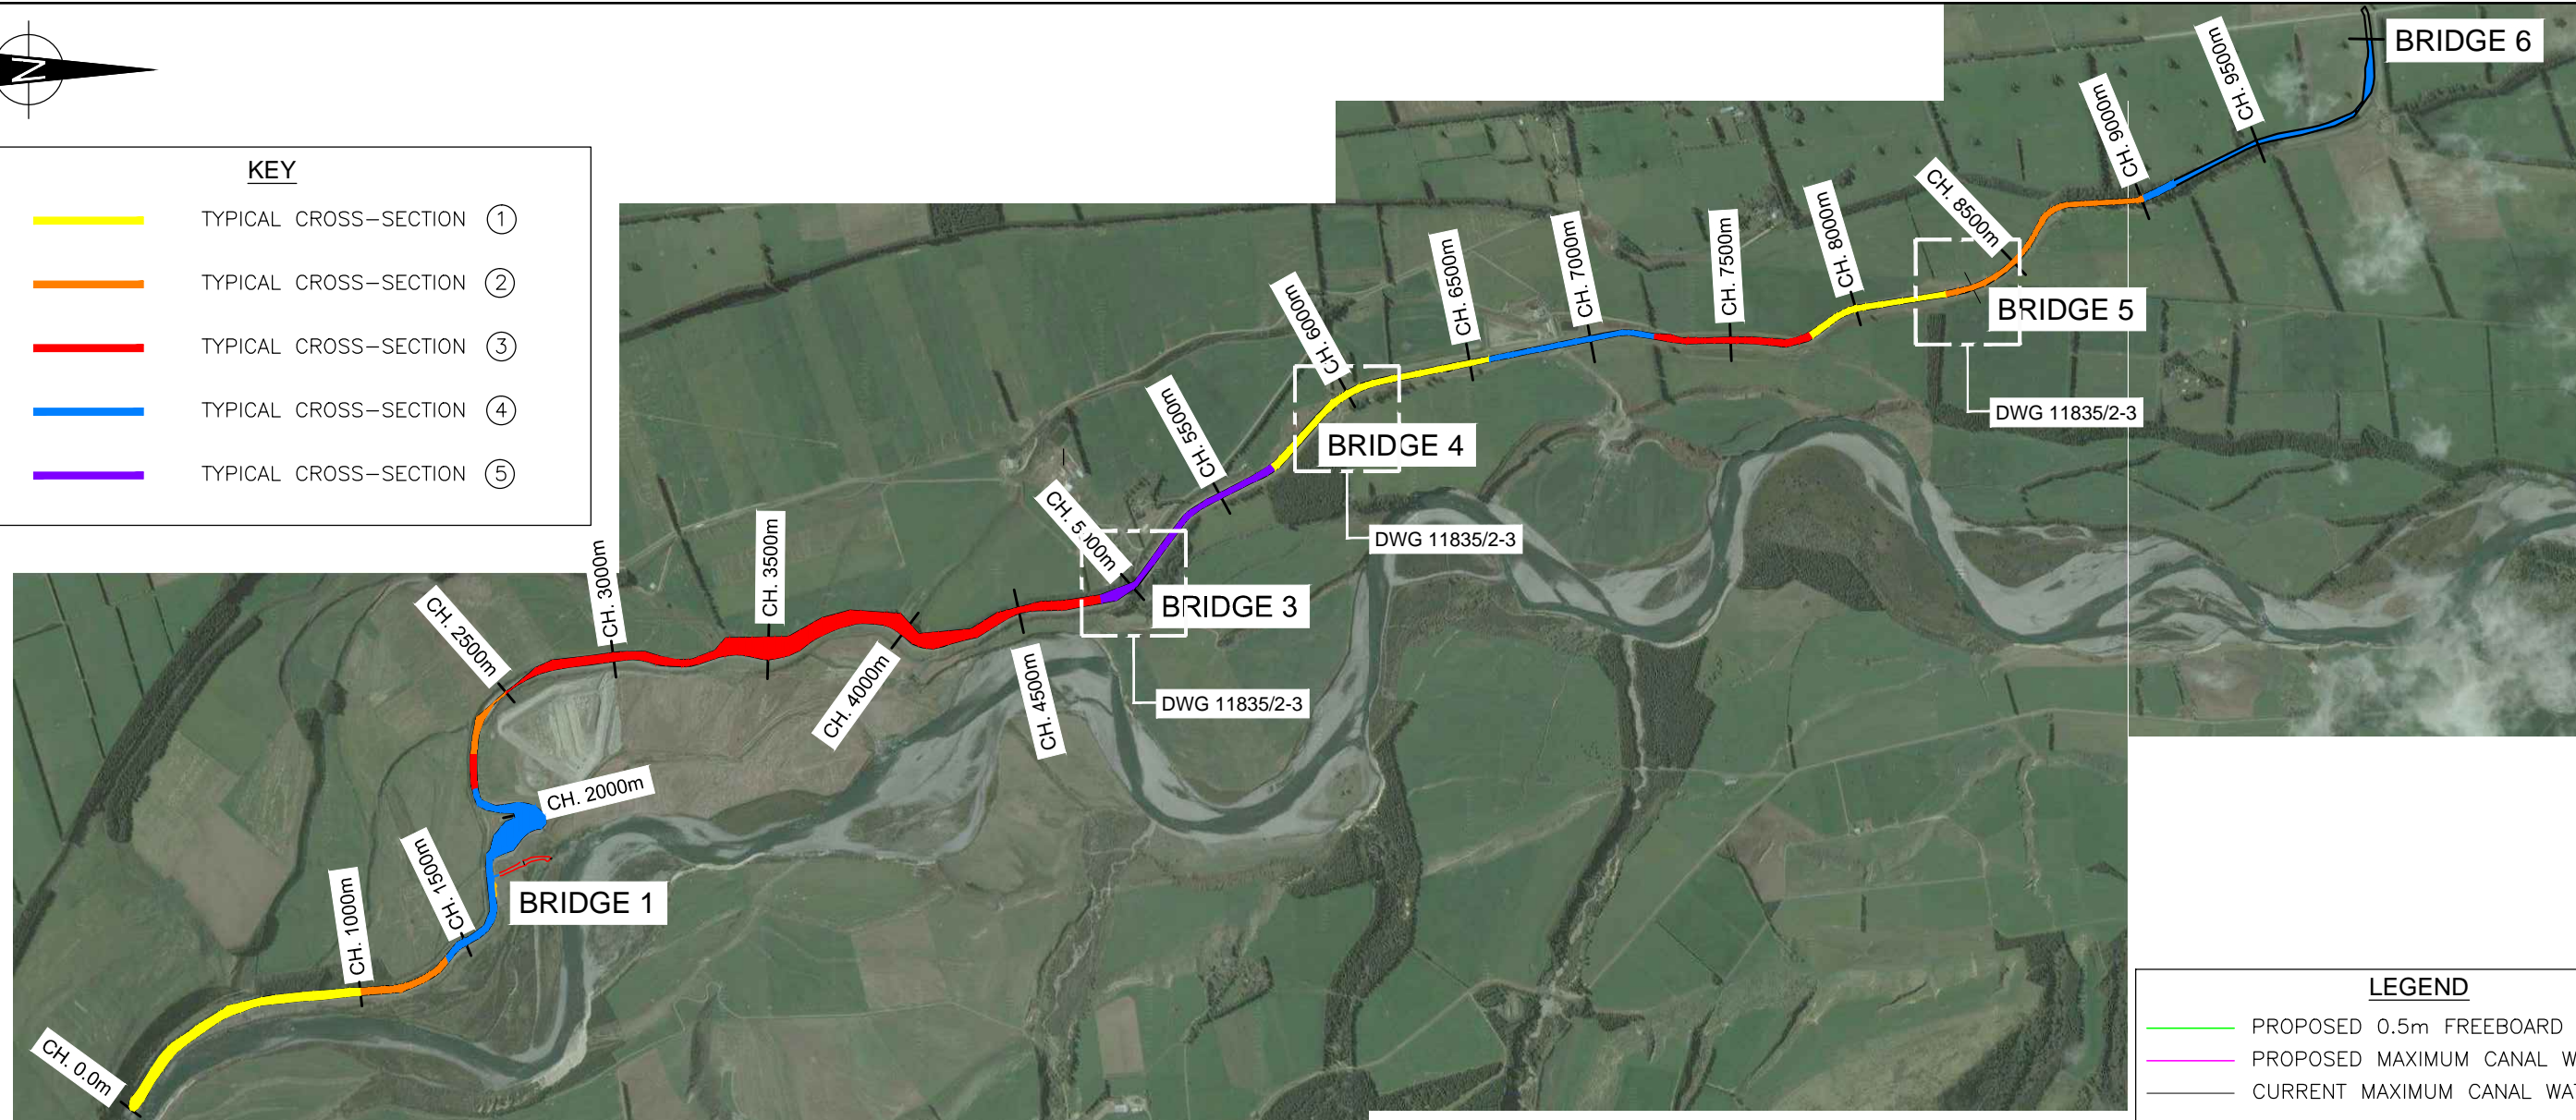 N
KEY
TYPICAL CROSS-SECTION 1
TYPICAL CROSS-SECTION 2
TYPICAL CROSS-SECTION 3
TYPICAL CROSS-SECTION 4
TYPICAL CROSS-SECTION 5
CH. 0.0m
CH. 1000m
CH. 1500m
BRIDGE 1
CH. 2000m
CH. 2500m
CH. 3000m
CH. 3500m
CH. 4000m
CH. 4500m
CH. 5000m
BRIDGE 3
DWG 11835/2-3
CH. 5500m
CH. 6000m
BRIDGE 4
DWG 11835/2-3
CH. 6500m
CH. 7000m
CH. 7500m
CH. 8000m
CH. 8500m
BRIDGE 5
DWG 11835/2-3
CH. 9000m
CH. 9500m
BRIDGE 6
LEGEND
PROPOSED 0.5m FREEBOARD
PROPOSED MAXIMUM CANAL W
CURRENT MAXIMUM CANAL WA